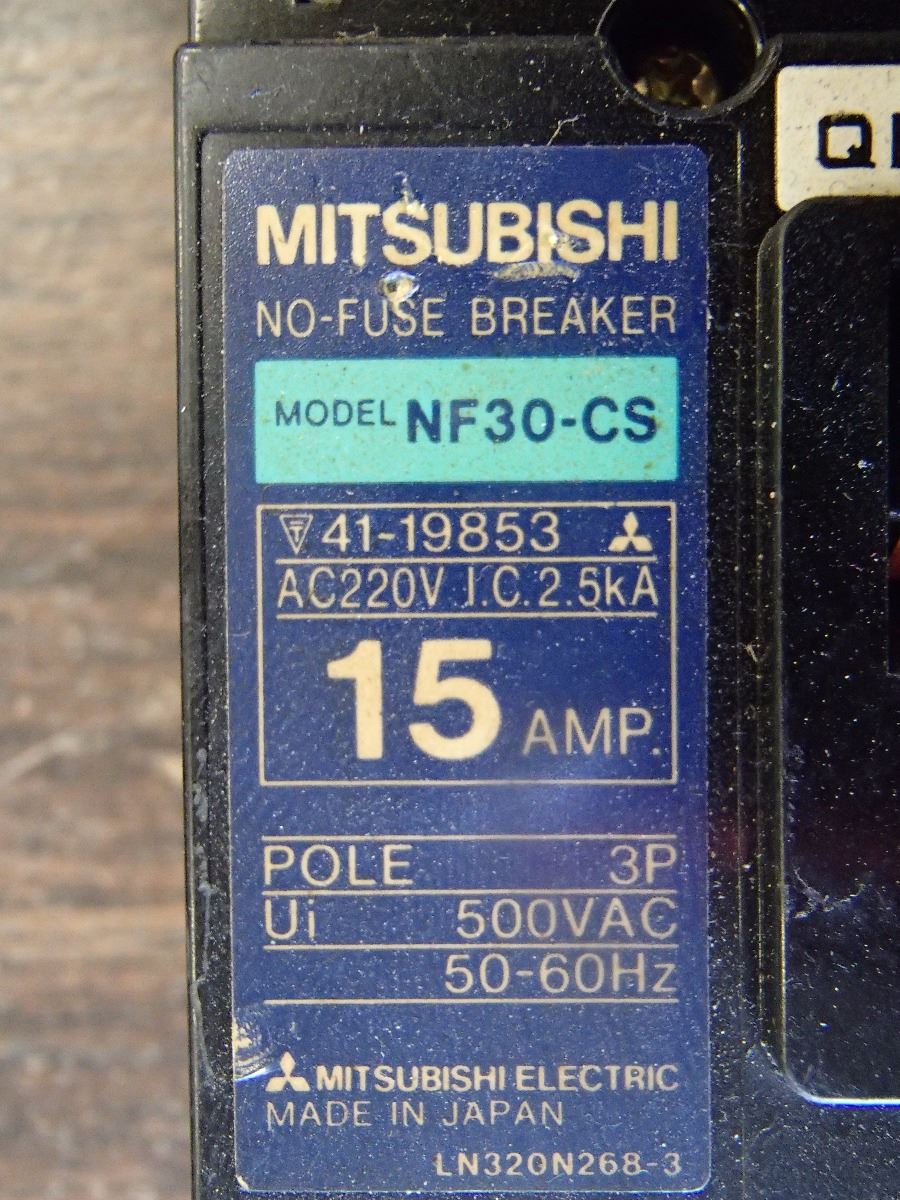 MITSUBISHI
NO-FUSE BREAKER
MODEL NF30-CS
41-19853
AC220V I.C.2.5kA
15 AMP.
POLE 3P
Ui 500VAC
50-60Hz
MITSUBISHI ELECTRIC
MADE IN JAPAN
LN320N268-3